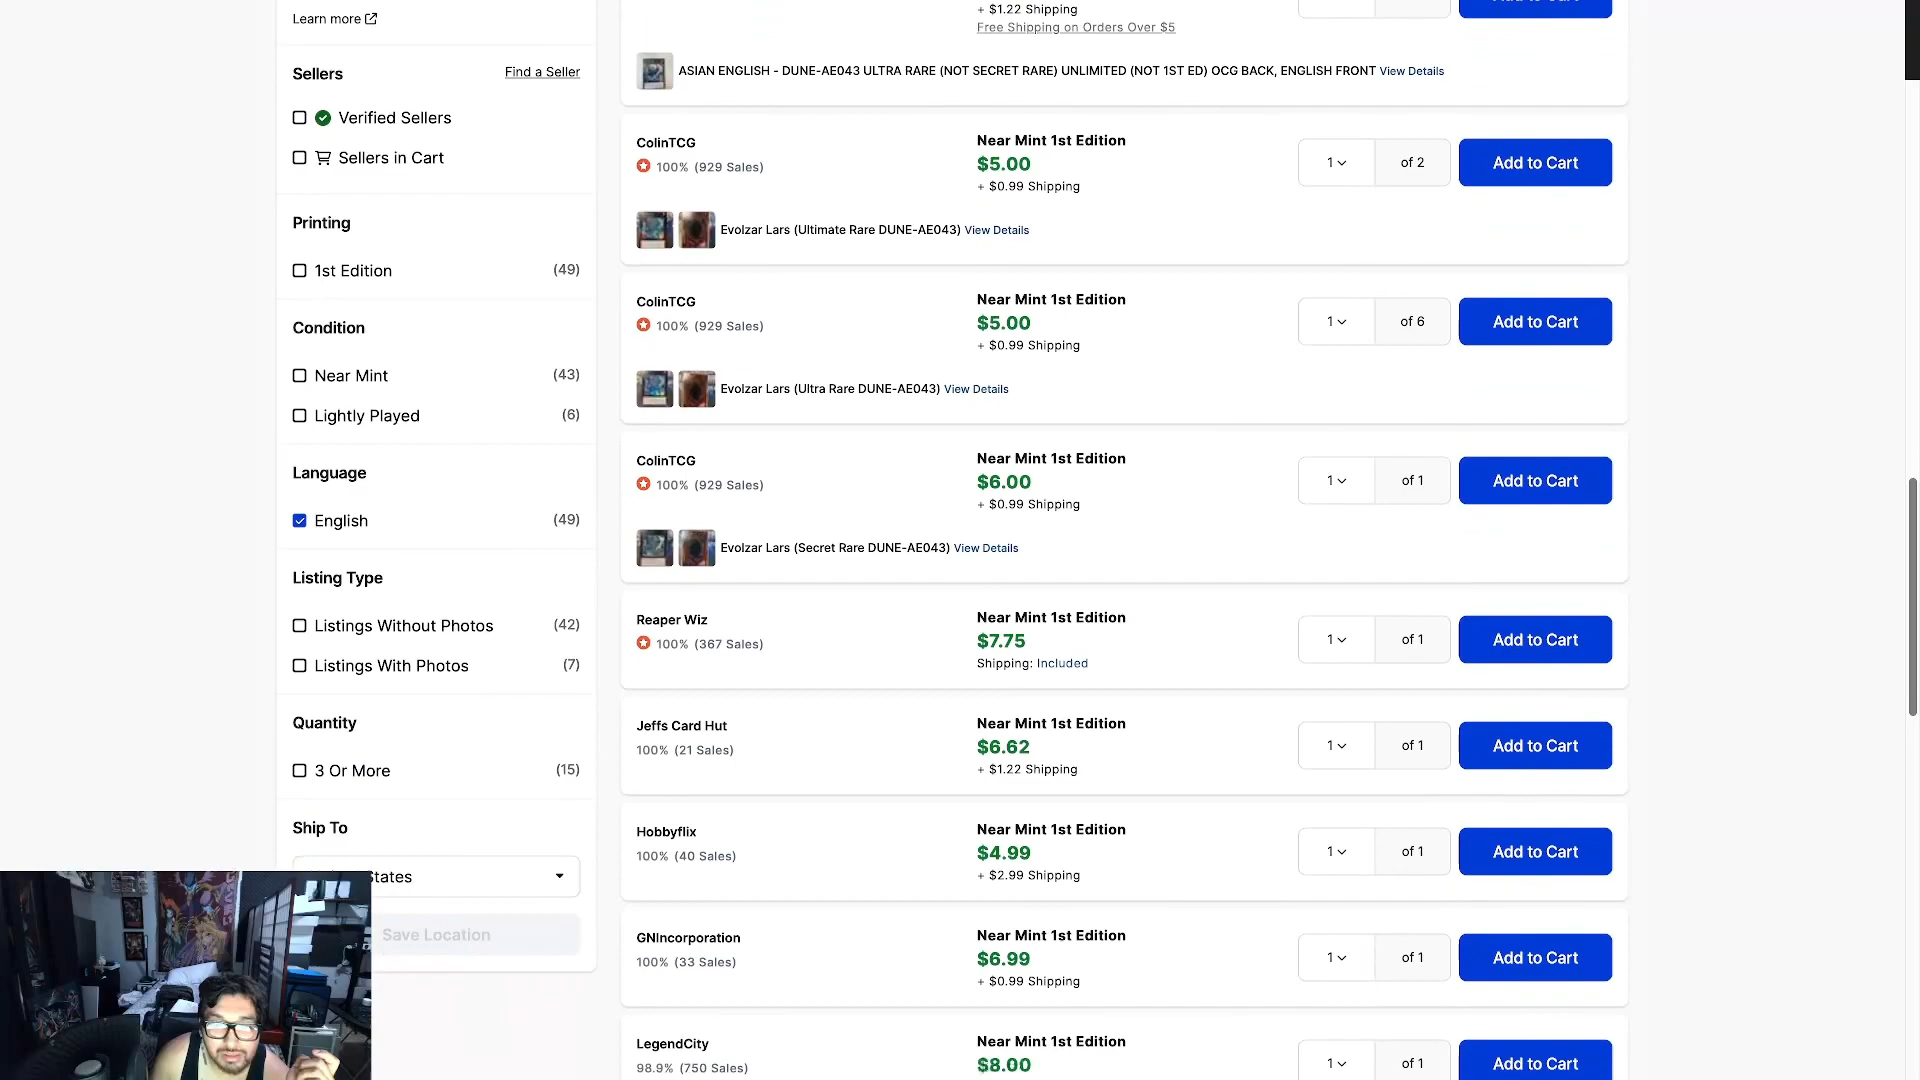 Learn more
Sellers
Find a Seller
Verified Sellers
Sellers in Cart
Printing
1st Edition (49)
Condition
Near Mint (43)
Lightly Played (6)
Language
English (49)
Listing Type
Listings Without Photos (42)
Listings With Photos (7)
Quantity
3 Or More (15)
Ship To
States
Save Location
+ $1.22 Shipping
Free Shipping on Orders Over $5
ASIAN ENGLISH - DUNE-AE043 ULTRA RARE (NOT SECRET RARE) UNLIMITED (NOT 1ST ED) OCG BACK, ENGLISH FRONT View Details
ColinTCG
100% (929 Sales)
Near Mint 1st Edition
$5.00
+ $0.99 Shipping
1 of 2
Add to Cart
Evolzar Lars (Ultimate Rare DUNE-AE043) View Details
ColinTCG
100% (929 Sales)
Near Mint 1st Edition
$5.00
+ $0.99 Shipping
1 of 6
Add to Cart
Evolzar Lars (Ultra Rare DUNE-AE043) View Details
ColinTCG
100% (929 Sales)
Near Mint 1st Edition
$6.00
+ $0.99 Shipping
1 of 1
Add to Cart
Evolzar Lars (Secret Rare DUNE-AE043) View Details
Reaper Wiz
100% (367 Sales)
Near Mint 1st Edition
$7.75
Shipping: Included
1 of 1
Add to Cart
Jeffs Card Hut
100% (21 Sales)
Near Mint 1st Edition
$6.62
+ $1.22 Shipping
1 of 1
Add to Cart
Hobbyflix
100% (40 Sales)
Near Mint 1st Edition
$4.99
+ $2.99 Shipping
1 of 1
Add to Cart
GNIncorporation
100% (33 Sales)
Near Mint 1st Edition
$6.99
+ $0.99 Shipping
1 of 1
Add to Cart
LegendCity
98.9% (750 Sales)
Near Mint 1st Edition
$8.00
1 of 1
Add to Cart